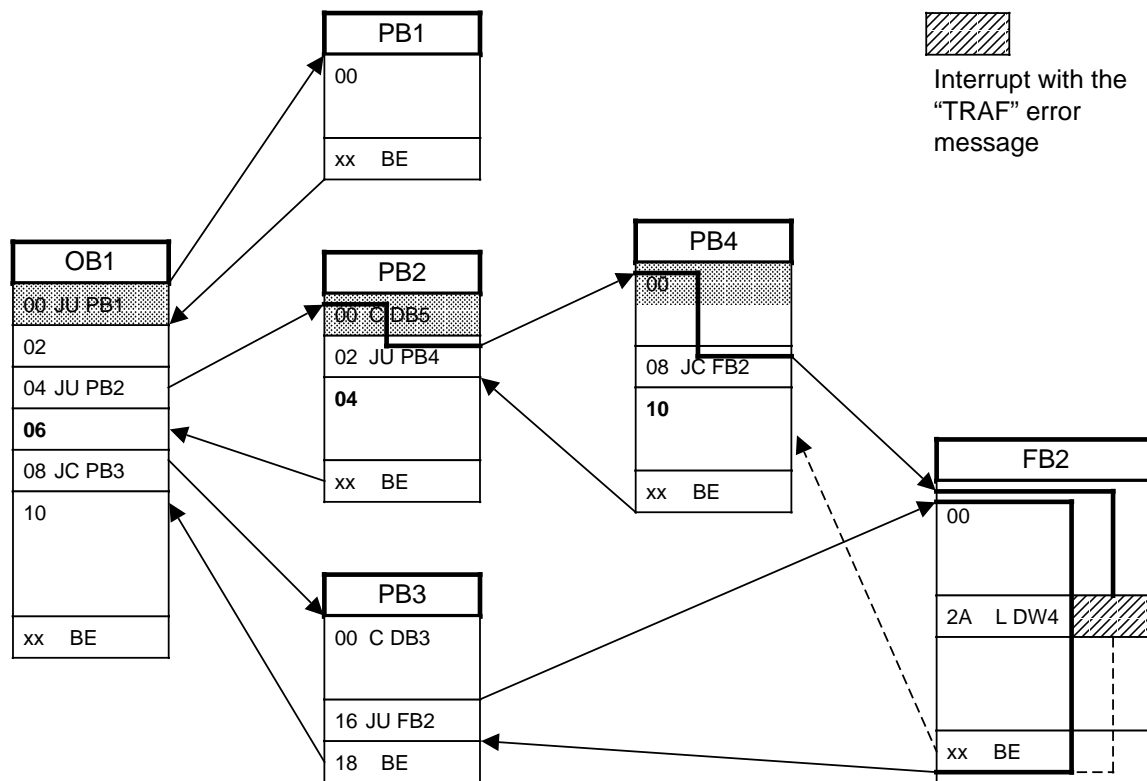 PB1
00
xx BE
Interrupt with the
“TRAF” error
message
OB1
00 JU PB1
02
04 JU PB2
06
08 JC PB3
10
xx BE
PB2
00 C DB5
02 JU PB4
04
xx BE
PB4
00
08 JC FB2
10
xx BE
PB3
00 C DB3
16 JU FB2
18 BE
FB2
00
2A L DW4
xx BE